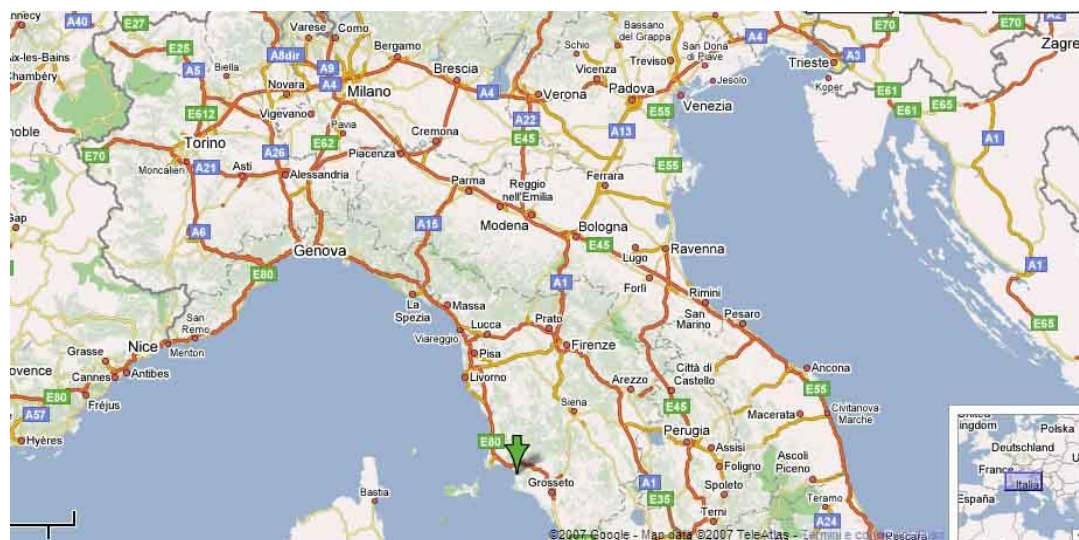 A40
E27
Varese
Como
Bergamo
Bassano
del Grappa
E70
E70
A2
E25
A8dir
A9
Schio
Treviso
San Dona
di Piave
A4
A3
Zagre
Aix-les-Bains
Chambéry
A5
Biella
Novara
A4
Milano
Brescia
A4
Verona
Vicenza
Padova
Jesolo
Trieste
Koper
E61
E61
E65
Venezia
E55
E612
Vigevano
Pavia
A22
A13
A1
noble
Torino
E62
Cremona
E45
E70
A21
Asti
A26
Piacenza
E55
Moncalieri
Alessandria
Parma
Reggio
nell'Emilia
Ferrara
Gap
A6
Genova
A15
Modena
Bologna
E45
Lugo
Ravenna
A1
E80
A1
Forlì
La
Spezia
Massa
Rimini
San
Marino
Pesaro
E65
San
Remo
Viareggio
Lucca
Prato
Firenze
Nice
Menton
Grasse
Pisa
ovence
Cannes
Antibes
Livorno
Arezzo
Città di
Castello
Ancona
E80
Fréjus
A57
Siena
E45
E55
Macerata
Civitanova
Marche
Hyères
E80
Perugia
Assisi
Foligno
Ascoli
Piceno
Bastia
Grosseto
A1
E35
Spoleto
Terni
Teramo
A24
Pescara
United
ingdom
Polska
Deutschland
France
Italia
España
©2007 Google - Map data ©2007 TeleAtlas -